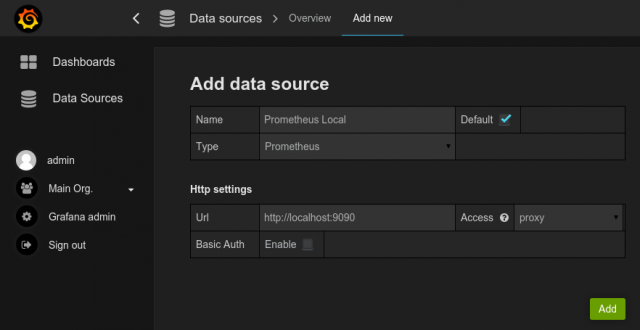 Data sources > Overview Add new
Dashboards
Data Sources
admin
Main Org.
Grafana admin
Sign out
Add data source
Name Prometheus Local Default
Type Prometheus
Http settings
Url http://localhost:9090 Access ? proxy
Basic Auth Enable
Add